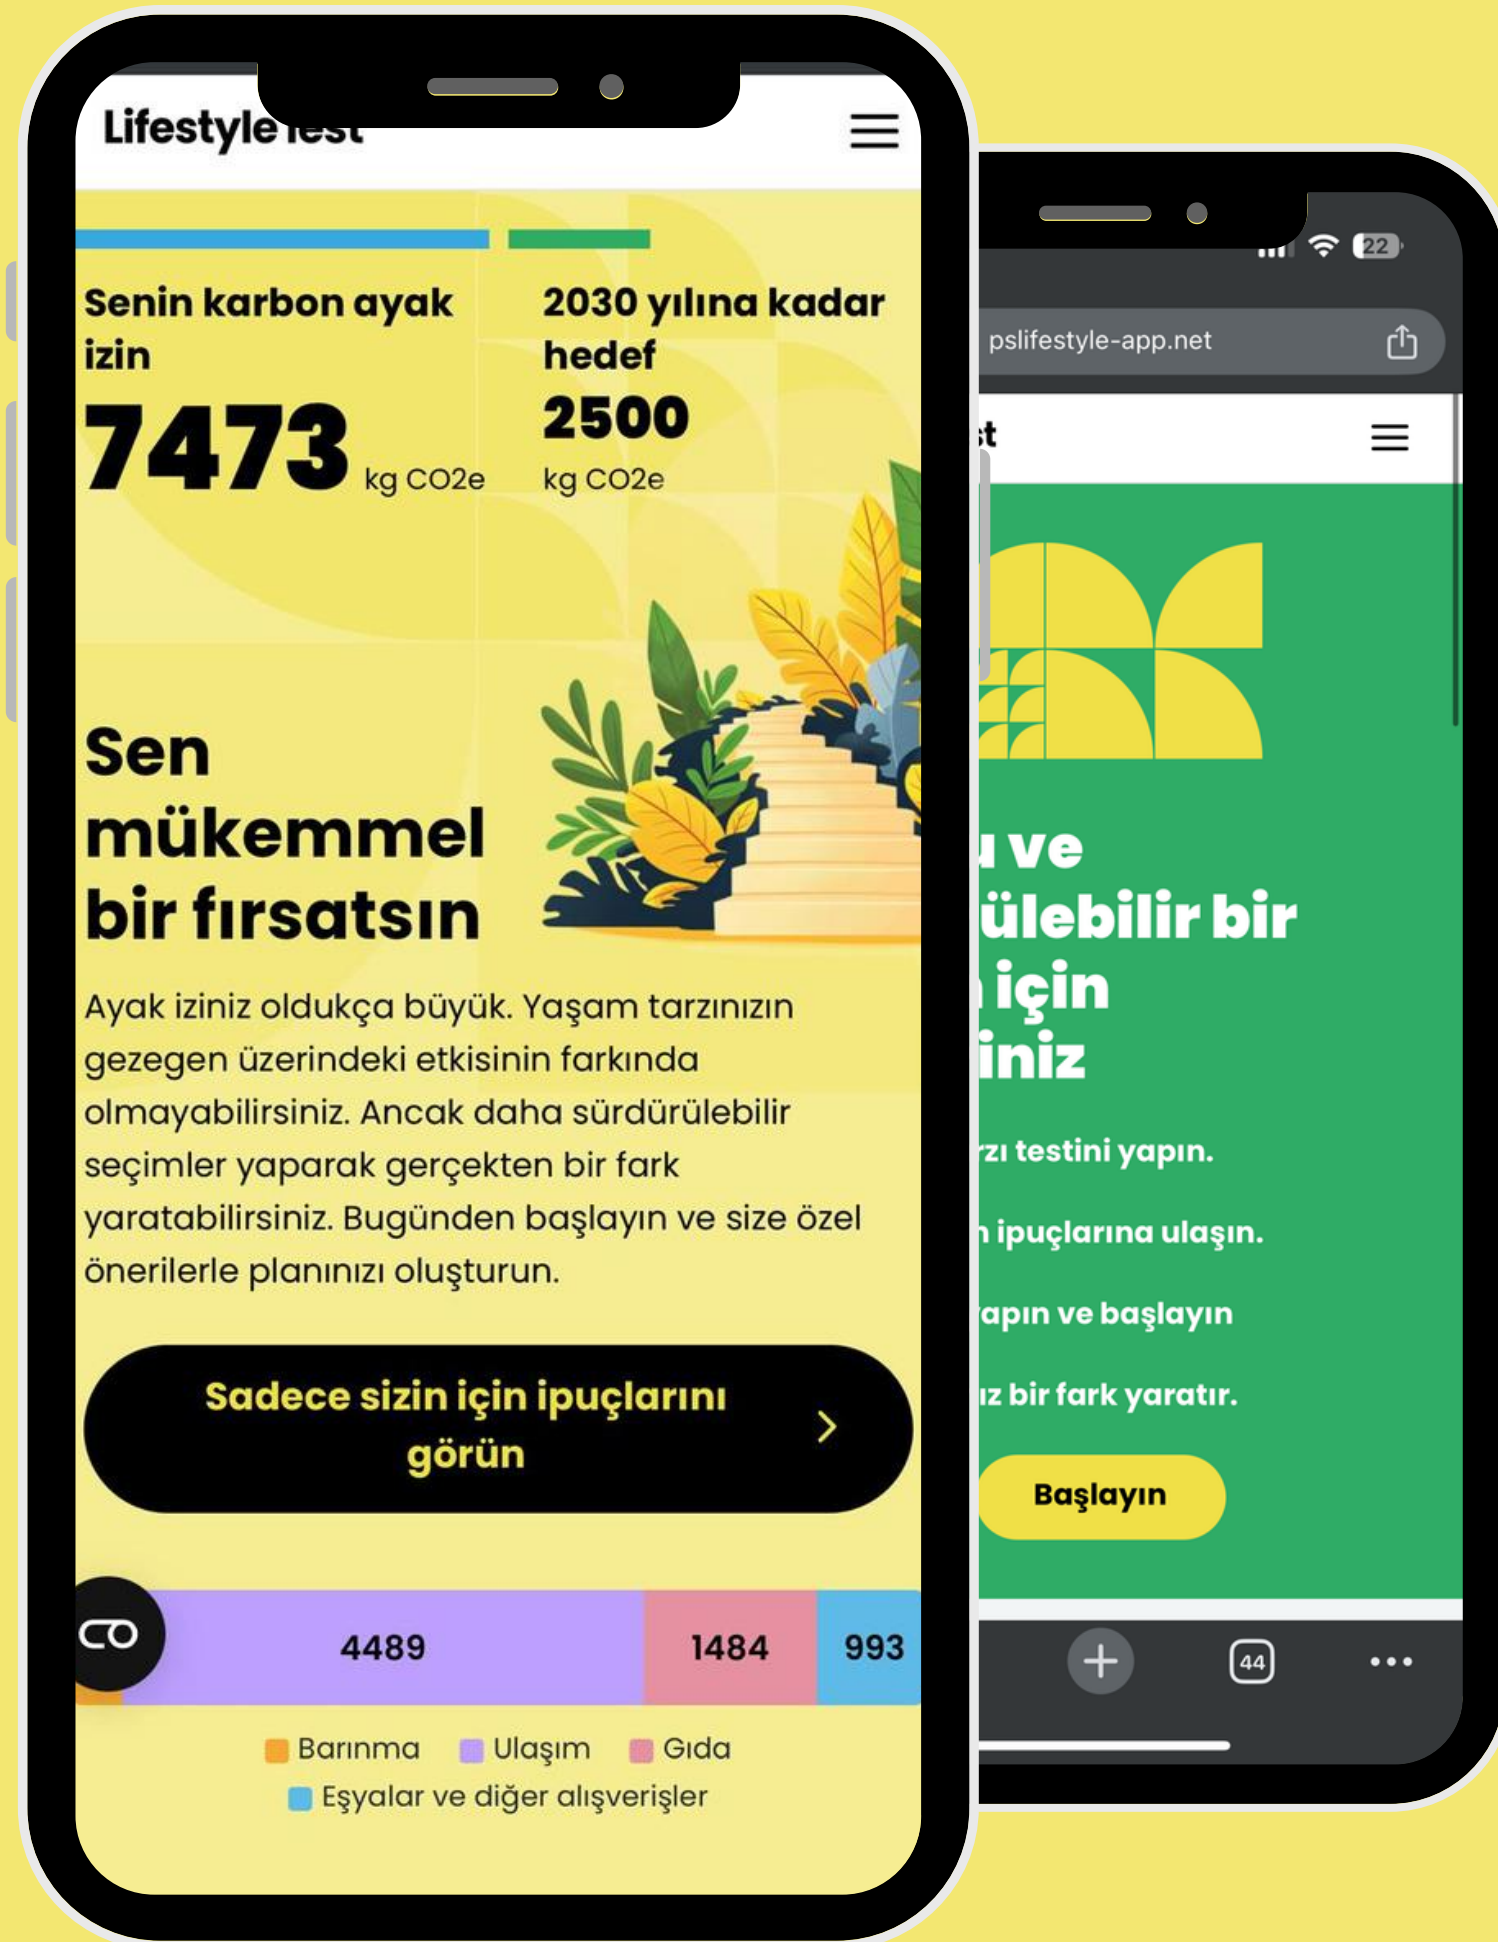 Lifestyle Test
Senin karbon ayak
izin
7473 kg CO2e
2030 yılına kadar
hedef
2500
kg CO2e
Sen
mükemmel
bir fırsatsın
Ayak iziniz oldukça büyük. Yaşam tarzınızın
gezegen üzerindeki etkisinin farkında
olmayabilirsiniz. Ancak daha sürdürülebilir
seçimler yaparak gerçekten bir fark
yaratabilirsiniz. Bugünden başlayın ve size özel
önerilerle planınızı oluşturun.
Sadece sizin için ipuçlarını
görün
4489 1484 993
Barınma Ulaşım Gıda
Eşyalar ve diğer alışverişler
22
pslifestyle-app.net
st
ve
ülebilir bir
için
iniz
zı testini yapın.
ipuçlarına ulaşın.
apın ve başlayın
ız bir fark yaratır.
Başlayın
44